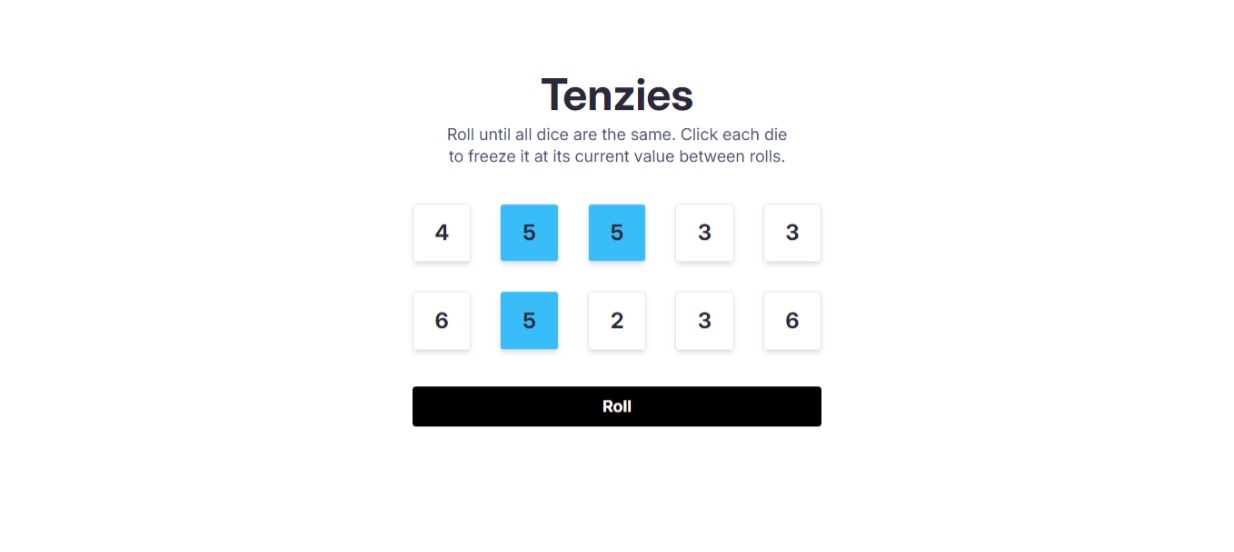 Tenzies
Roll until all dice are the same. Click each die
to freeze it at its current value between rolls.
4 5 5 3 3
6 5 2 3 6
Roll